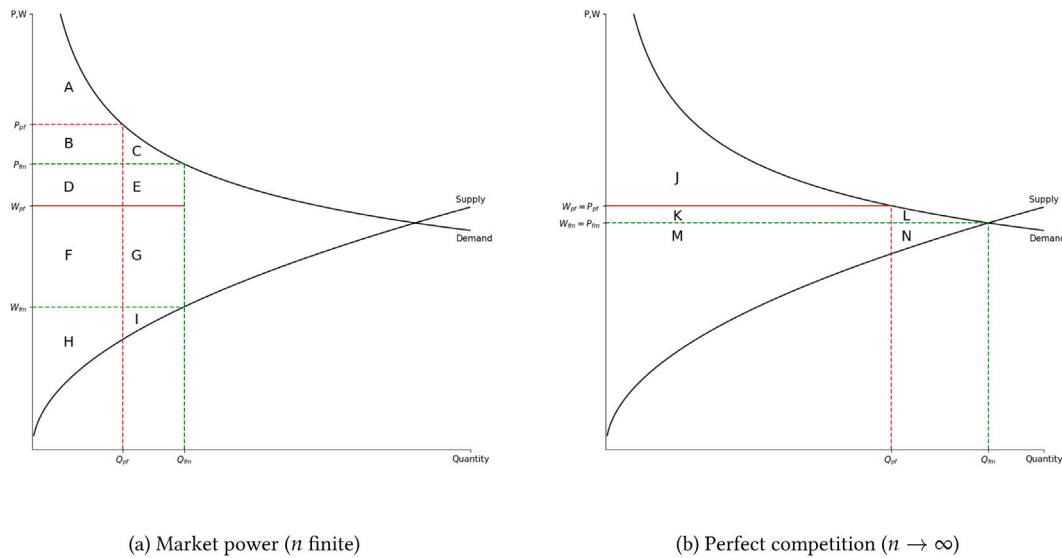 P,W
A
P_pf
B
C
P_fm
D
E
W_pf
F
G
W_fm
I
H
Supply
Demand
Q_pf
Q_fm
Quantity
(a) Market power (n finite)
P,W
J
W_pf = P_pf
K
L
W_fm = P_fm
M
N
Supply
Demand
Q_pf
Q_fm
Quantity
(b) Perfect competition (n → ∞)